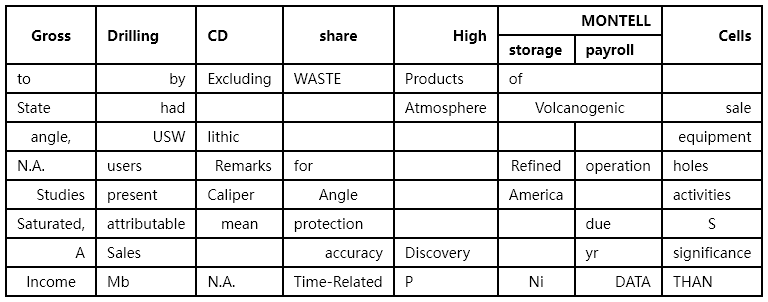 Gross Drilling CD share High MONTELL Cells
storage payroll
to by Excluding WASTE Products of
State had Atmosphere Volcanogenic sale
angle, USW lithic equipment
N.A. users Remarks for Refined operation holes
Studies present Caliper Angle America activities
Saturated, attributable mean protection due S
A Sales accuracy Discovery yr significance
Income Mb N.A. Time-Related P Ni DATA THAN